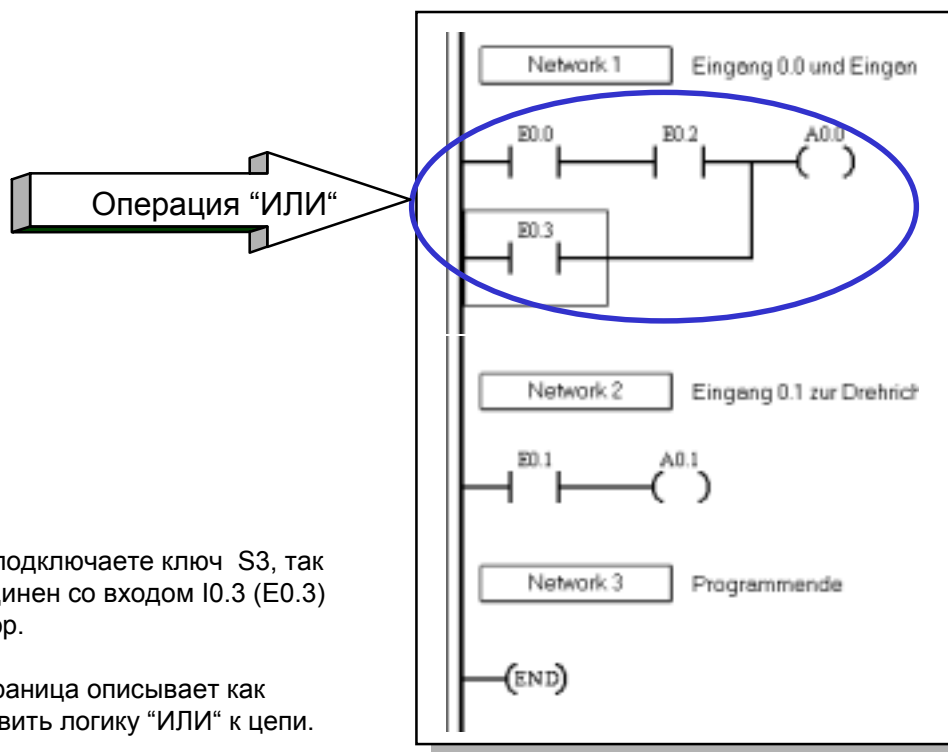 Network 1 Eingang 0.0 und Eingan
E0.0 E0.2 A0.0
Операция “ИЛИ“
E0.3
Network 2 Eingang 0.1 zur Drehrich
E0.1 A0.1
подключаете ключ S3, так
динен со входом I0.3 (E0.3)
ор.
Network 3 Programmende
раница описывает как
вить логику “ИЛИ“ к цепи.
(END)